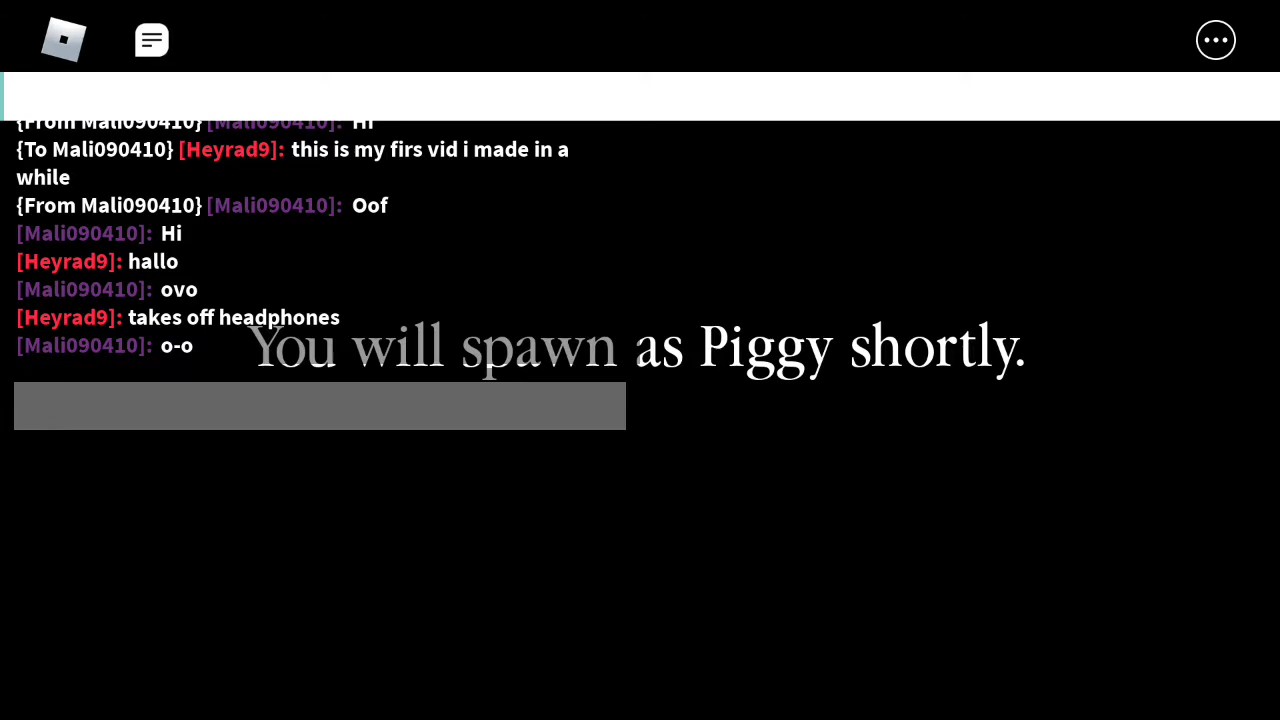 {From Mali090410} [Mali090410]: Hi
{To Mali090410} [Heyrad9]: this is my firs vid i made in a
while
{From Mali090410} [Mali090410]: Oof
[Mali090410]: Hi
[Heyrad9]: hallo
[Mali090410]: ovo
[Heyrad9]: takes off headphones
[Mali090410]: o-o
You will spawn as Piggy shortly.